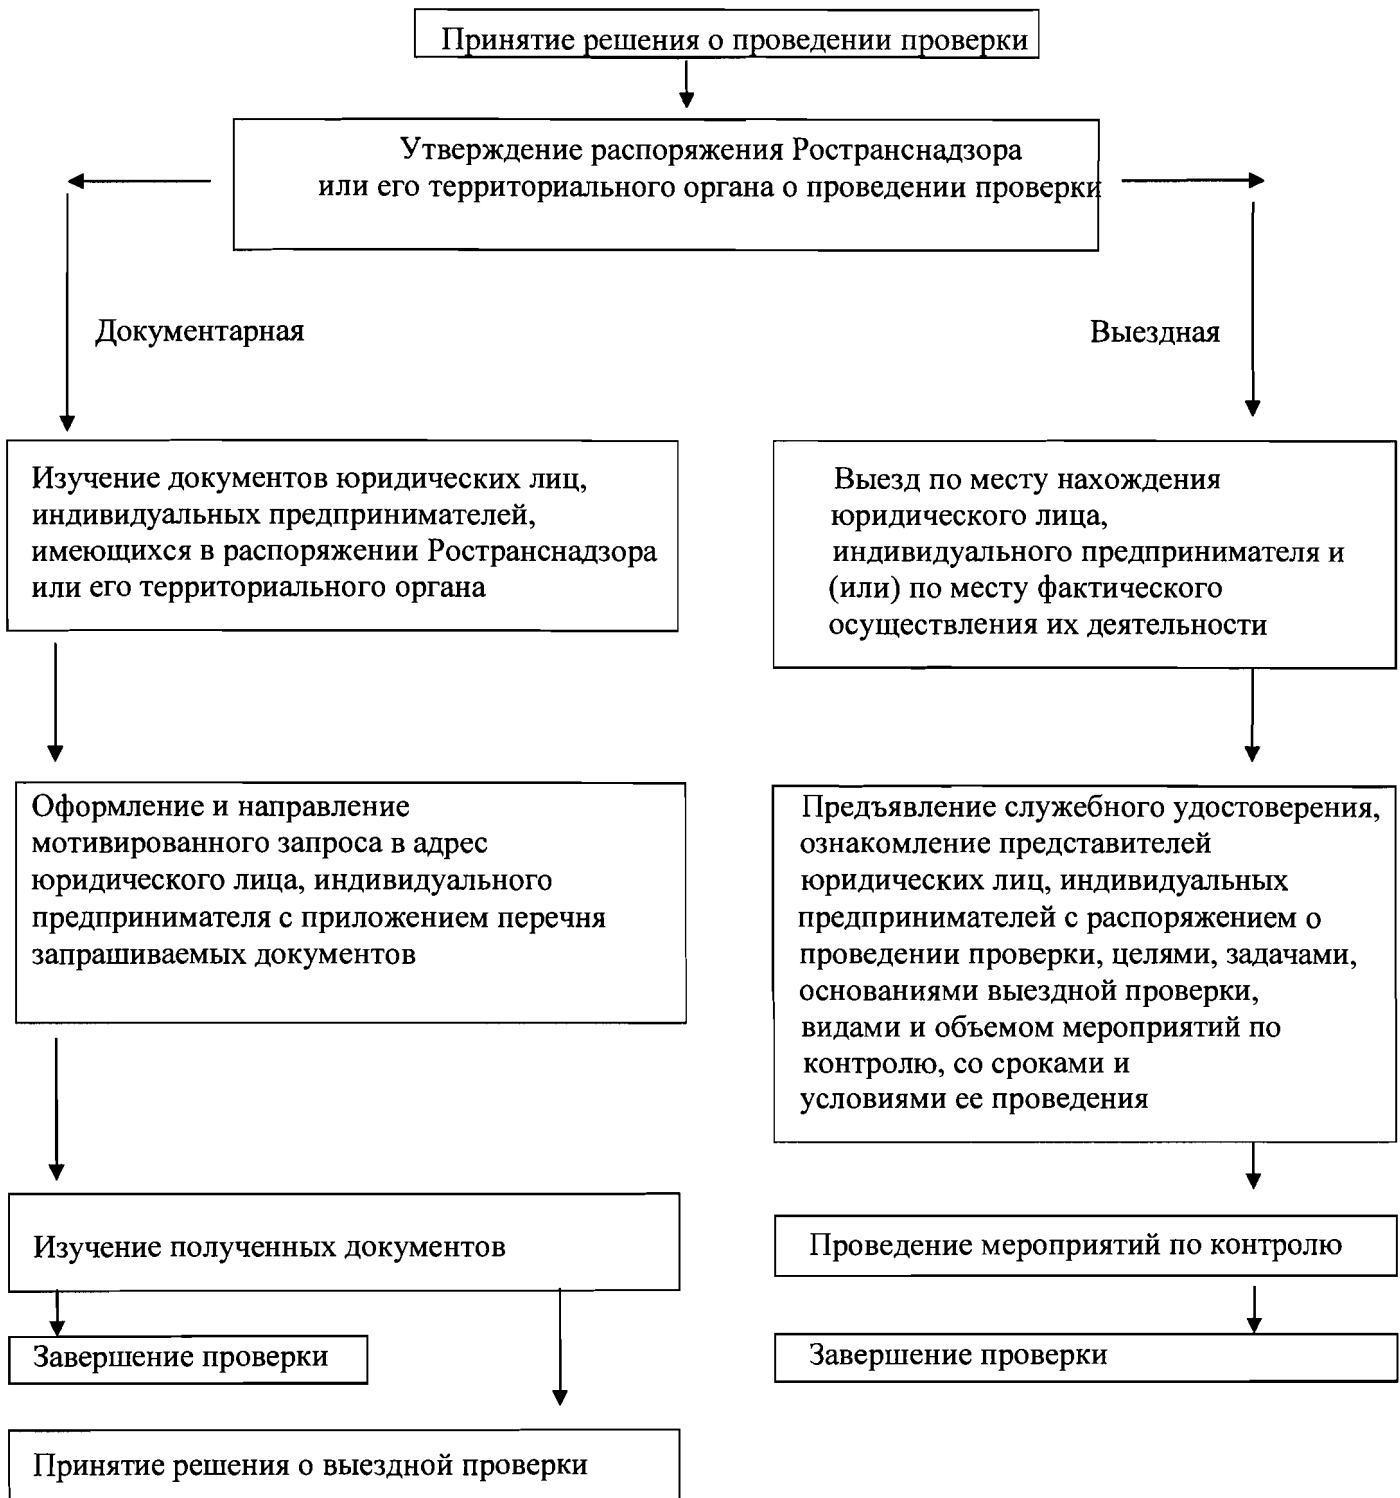 Принятие решения о проведении проверки
Утверждение распоряжения Ространснадзора
или его территориального органа о проведении проверки
Документарная
Выездная
Изучение документов юридических лиц,
индивидуальных предпринимателей,
имеющихся в распоряжении Ространснадзора
или его территориального органа
Выезд по месту нахождения
юридического лица,
индивидуального предпринимателя и
(или) по месту фактического
осуществления их деятельности
Оформление и направление
мотивированного запроса в адрес
юридического лица, индивидуального
предпринимателя с приложением перечня
запрашиваемых документов
Предъявление служебного удостоверения,
ознакомление представителей
юридических лиц, индивидуальных
предпринимателей с распоряжением о
проведении проверки, целями, задачами,
основаниями выездной проверки,
видами и объемом мероприятий по
контролю, со сроками и
условиями ее проведения
Изучение полученных документов
Проведение мероприятий по контролю
Завершение проверки
Завершение проверки
Принятие решения о выездной проверки